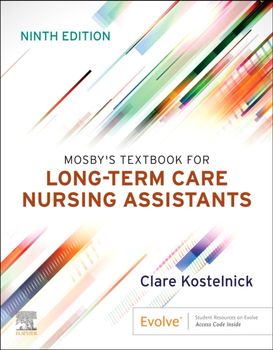 NINTH EDITION
MOSBY'S TEXTBOOK FOR
LONG-TERM CARE
NURSING ASSISTANTS
Clare Kostelnick
ELSEVIER
Evolve
Student Resources on Evolve
Access Code Inside